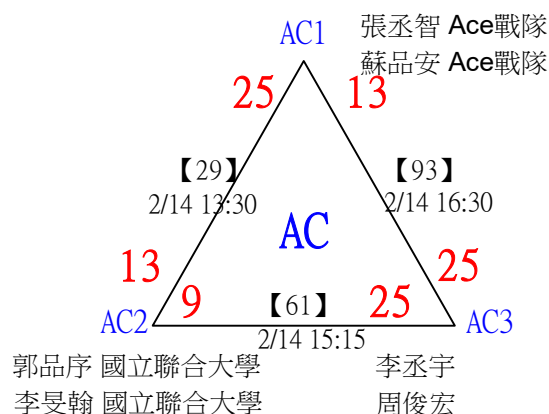 AC1
張丞智 Ace戰隊
蘇品安 Ace戰隊
25
13
【29】
2/14 13:30
【93】
2/14 16:30
AC
13
25
9
【61】
25
AC2
2/14 15:15
AC3
郭品序 國立聯合大學
李丞宇
李旻翰 國立聯合大學
周俊宏